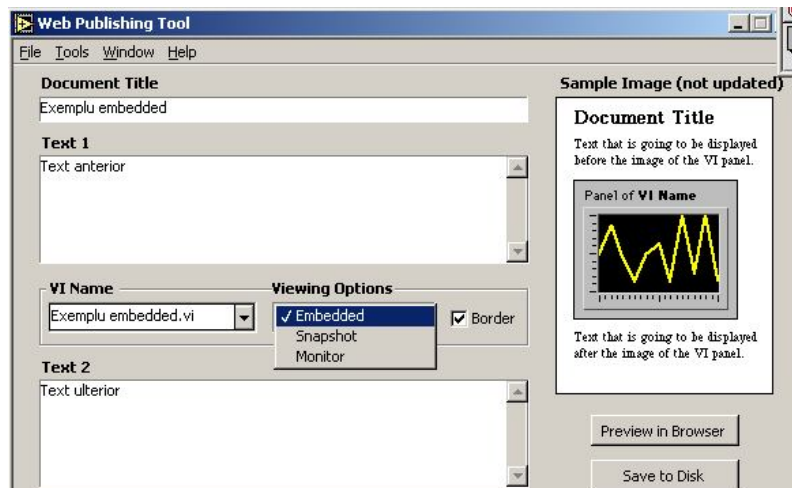 Web Publishing Tool
File Tools Window Help
Document Title
Exemplu embedded
Text 1
Text anterior
VI Name
Exemplu embedded.vi
Viewing Options
✓ Embedded
Snapshot
Monitor
Border
Text 2
Text ulterior
Sample Image (not updated)
Document Title
Text that is going to be displayed
before the image of the VI panel.
Panel of VI Name
Text that is going to be displayed
after the image of the VI panel.
Preview in Browser
Save to Disk